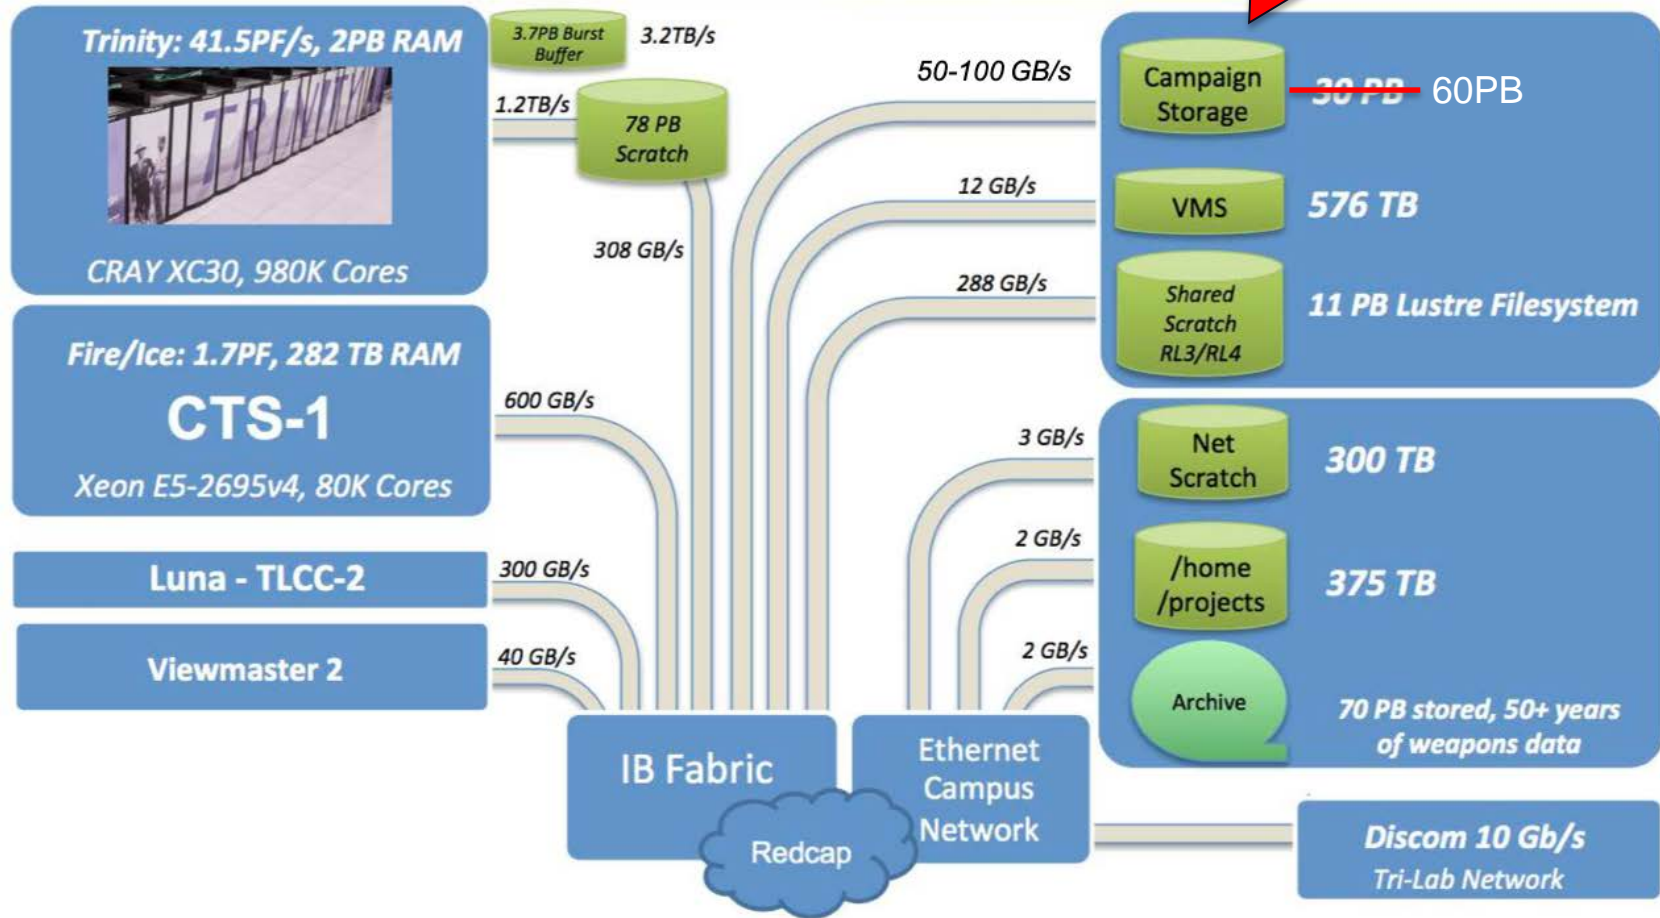 Trinity: 41.5PF/s, 2PB RAM
TRINITY
CRAY XC30, 980K Cores
3.7PB Burst
Buffer
3.2TB/s
1.2TB/s
78 PB
Scratch
308 GB/s
Fire/Ice: 1.7PF, 282 TB RAM
CTS-1
Xeon E5-2695v4, 80K Cores
600 GB/s
Luna - TLCC-2
300 GB/s
Viewmaster 2
40 GB/s
50-100 GB/s
Campaign
Storage
30 PB 60PB
12 GB/s
VMS
576 TB
288 GB/s
Shared
Scratch
RL3/RL4
11 PB Lustre Filesystem
3 GB/s
Net
Scratch
300 TB
2 GB/s
/home
/projects
375 TB
2 GB/s
Archive
70 PB stored, 50+ years
of weapons data
IB Fabric
Ethernet
Campus
Network
Redcap
Discom 10 Gb/s
Tri-Lab Network